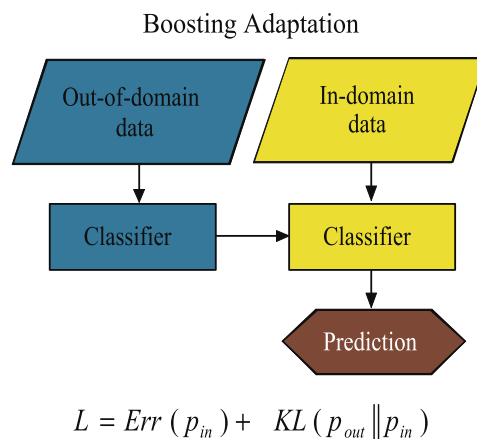 Boosting Adaptation
Out-of-domain
data
In-domain
data
Classifier
Classifier
Prediction
L = Err(p_in) + KL(p_out‖p_in)